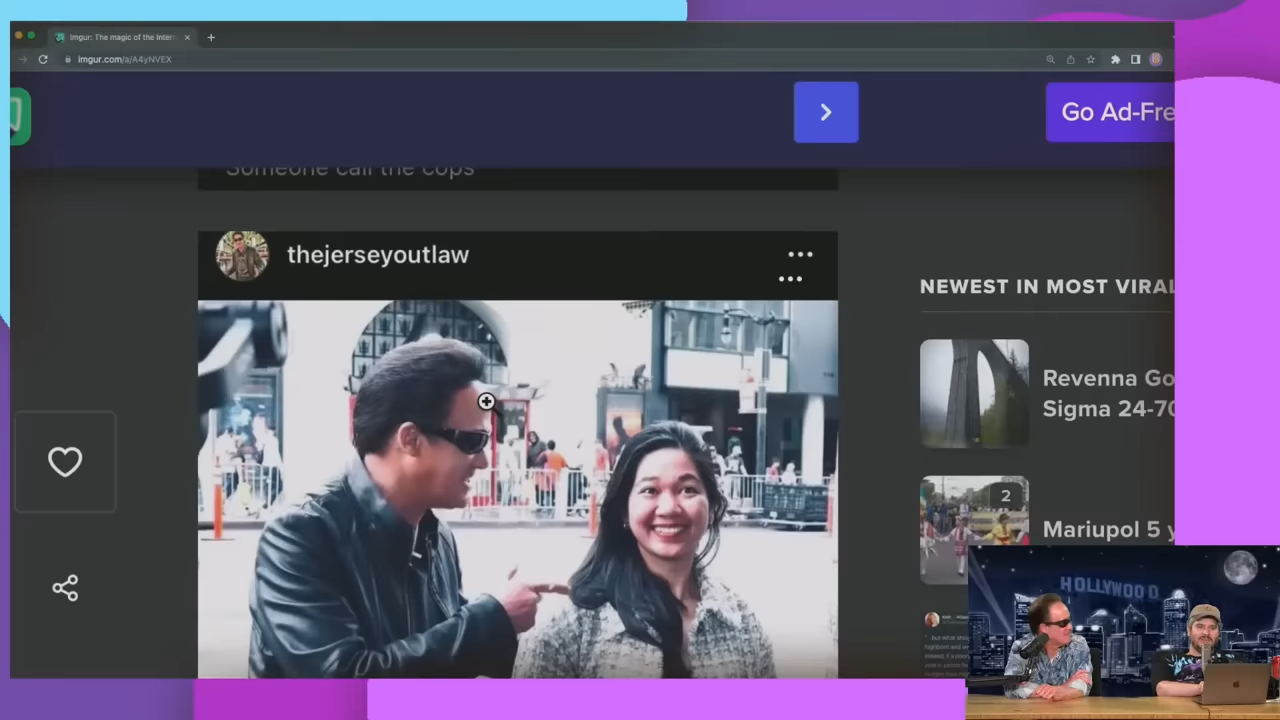 Imgur: The magic of the Intern
imgur.com/a/A4yNVEX
Go Ad-Fre
Someone call the cops
thejerseyoutlaw
NEWEST IN MOST VIRAL
Revenna Go
Sigma 24-70
2
Mariupol 5 y
HOLLYWOOD